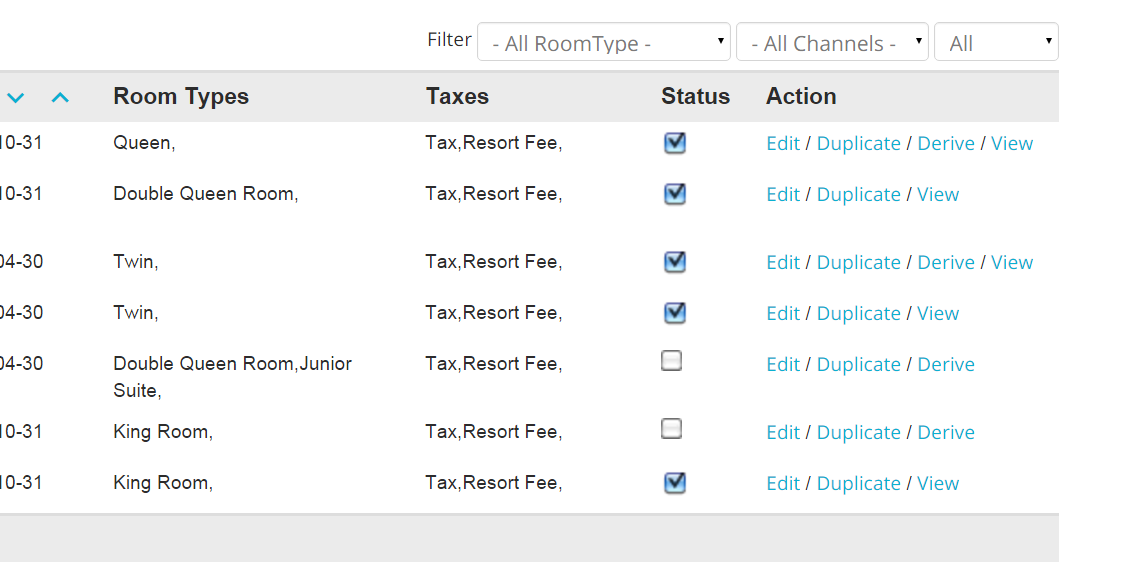 Filter - All RoomType - - All Channels - All
Room Types Taxes Status Action
10-31 Queen, Tax,Resort Fee, Edit / Duplicate / Derive / View
10-31 Double Queen Room, Tax,Resort Fee, Edit / Duplicate / View
04-30 Twin, Tax,Resort Fee, Edit / Duplicate / Derive / View
04-30 Twin, Tax,Resort Fee, Edit / Duplicate / View
04-30 Double Queen Room,Junior Tax,Resort Fee, Edit / Duplicate / Derive
Suite,
10-31 King Room, Tax,Resort Fee, Edit / Duplicate / Derive
10-31 King Room, Tax,Resort Fee, Edit / Duplicate / View